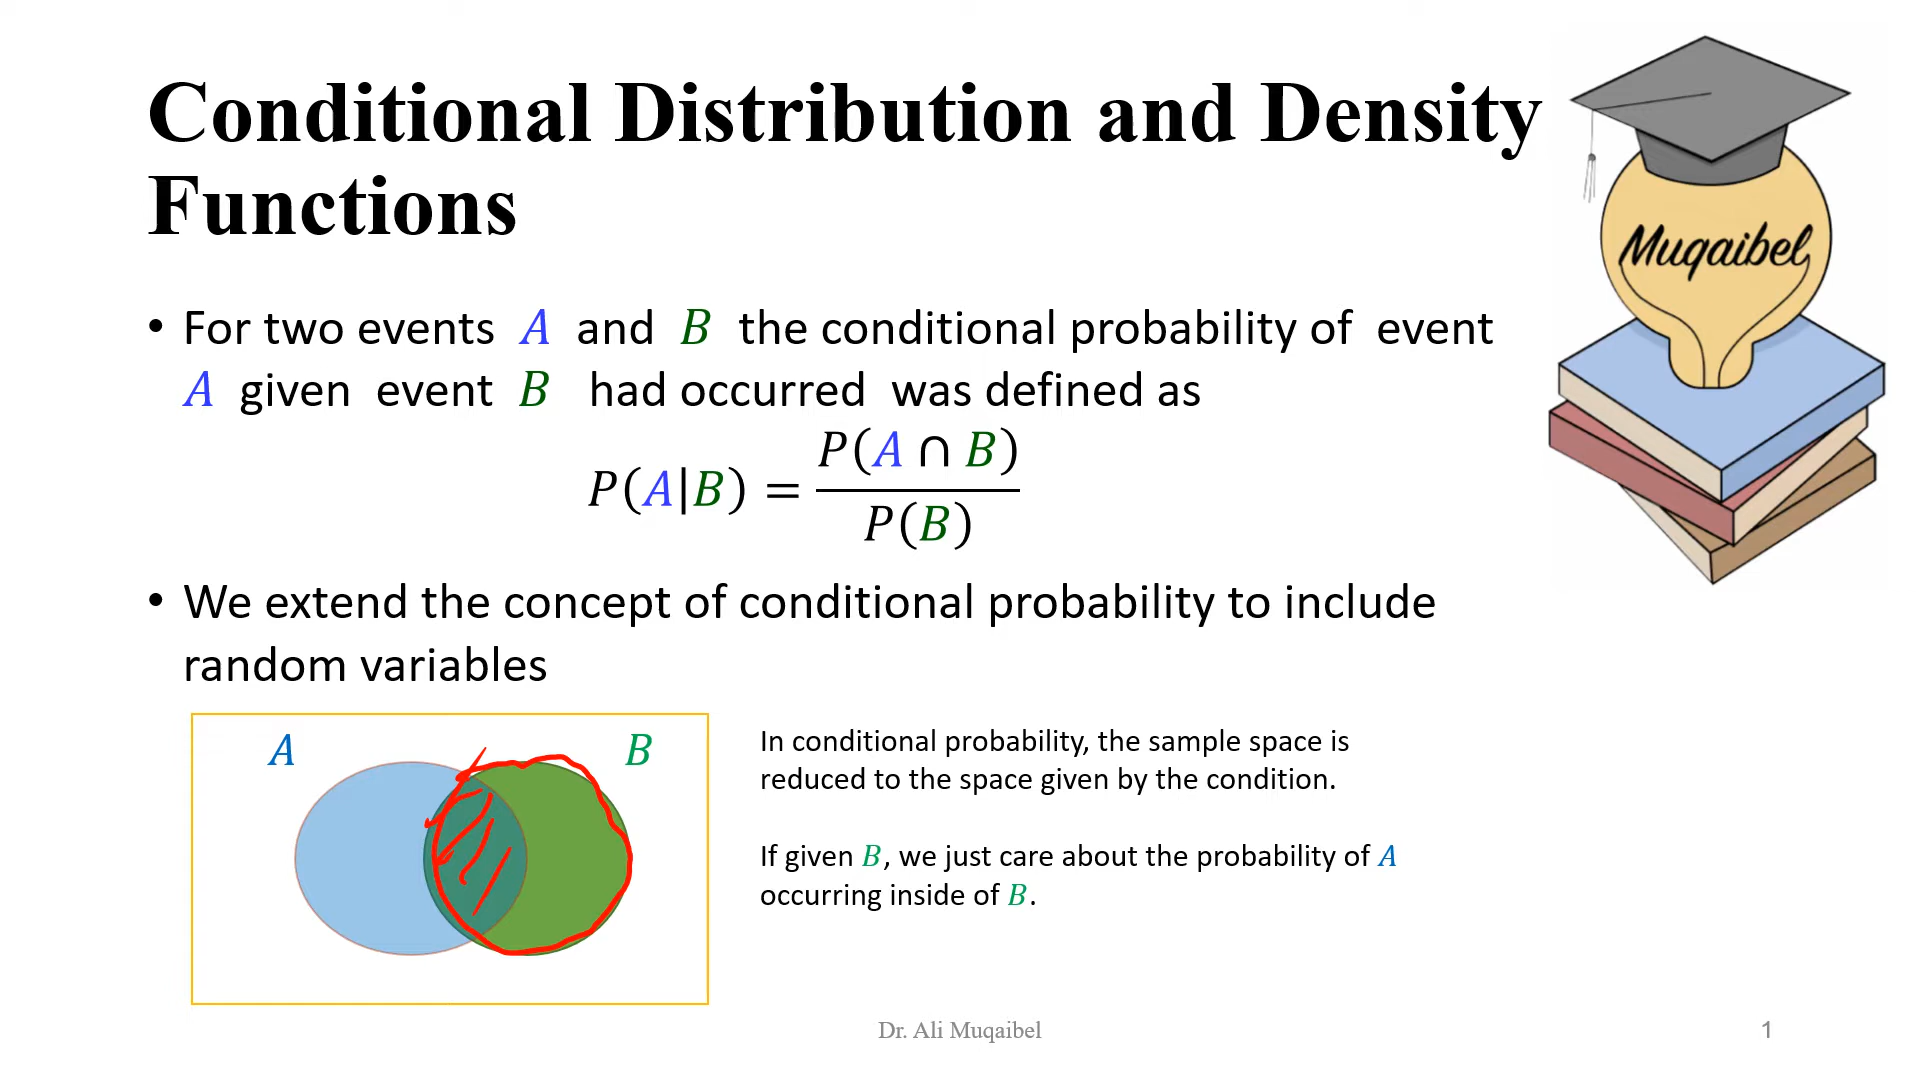 Conditional Distribution and Density
Functions
Muqaibel
• For two events A and B the conditional probability of event
A given event B had occurred was defined as
P(A|B) = P(A ∩ B) / P(B)
• We extend the concept of conditional probability to include
random variables
A
B
In conditional probability, the sample space is
reduced to the space given by the condition.
If given B, we just care about the probability of A
occurring inside of B.
Dr. Ali Muqaibel
1